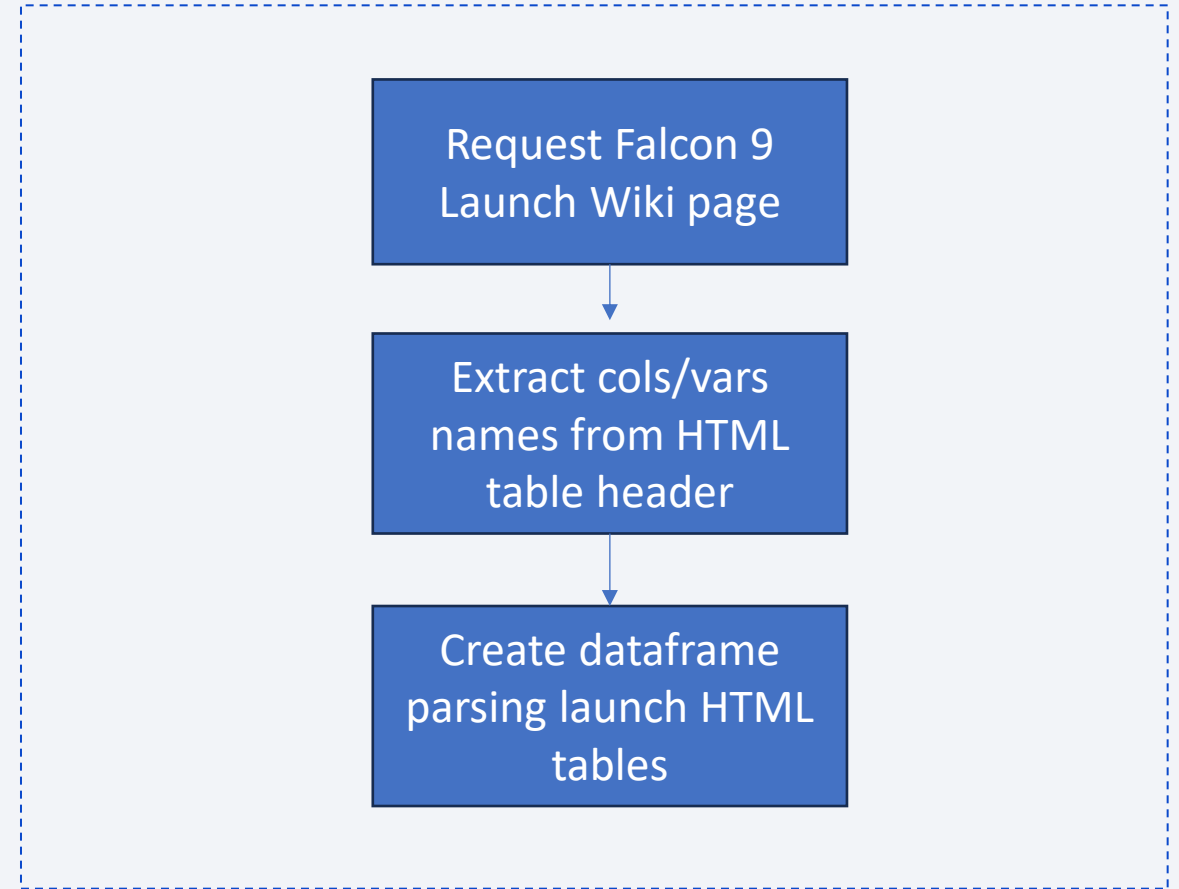 Request Falcon 9
Launch Wiki page
Extract cols/vars
names from HTML
table header
Create dataframe
parsing launch HTML
tables